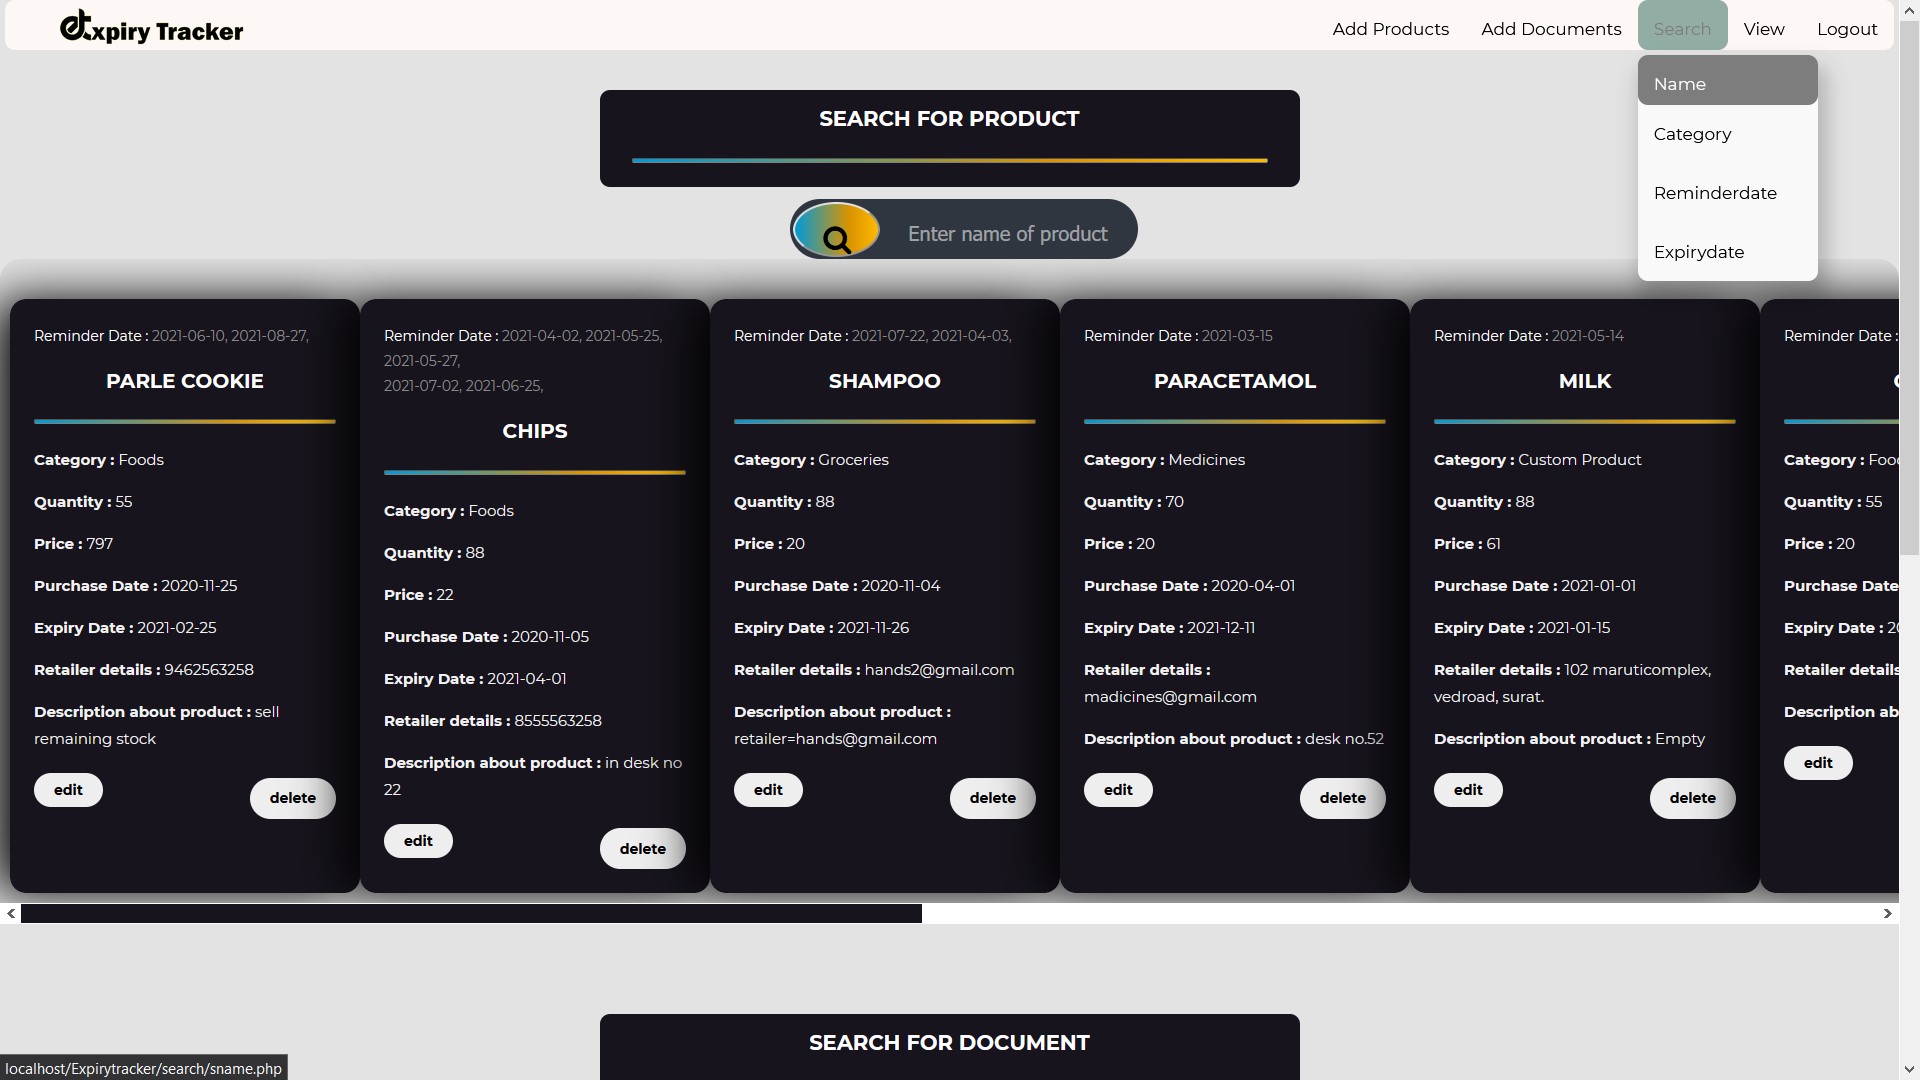 Expiry Tracker
Add Products
Add Documents
Search
View
Logout
Name
Category
Reminderdate
Expirydate
SEARCH FOR PRODUCT
Enter name of product
Reminder Date : 2021-06-10, 2021-08-27,
PARLE COOKIE
Category : Foods
Quantity : 55
Price : 797
Purchase Date : 2020-11-25
Expiry Date : 2021-02-25
Retailer details : 9462563258
Description about product : sell
remaining stock
edit
delete
Reminder Date : 2021-04-02, 2021-05-25,
2021-05-27,
2021-07-02, 2021-06-25,
CHIPS
Category : Foods
Quantity : 88
Price : 22
Purchase Date : 2020-11-05
Expiry Date : 2021-04-01
Retailer details : 8555563258
Description about product : in desk no
22
edit
delete
Reminder Date : 2021-07-22, 2021-04-03,
SHAMPOO
Category : Groceries
Quantity : 88
Price : 20
Purchase Date : 2020-11-04
Expiry Date : 2021-11-26
Retailer details : hands2@gmail.com
Description about product :
retailer=hands@gmail.com
edit
delete
Reminder Date : 2021-03-15
PARACETAMOL
Category : Medicines
Quantity : 70
Price : 20
Purchase Date : 2020-04-01
Expiry Date : 2021-12-11
Retailer details :
madicines@gmail.com
Description about product : desk no.52
edit
delete
Reminder Date : 2021-05-14
MILK
Category : Custom Product
Quantity : 88
Price : 61
Purchase Date : 2021-01-01
Expiry Date : 2021-01-15
Retailer details : 102 maruticomplex,
vedroad, surat.
Description about product : Empty
edit
delete
Reminder Date :
Category :
Quantity : 55
Price : 20
Purchase Date
Expiry Date :
Retailer details
Description
edit
SEARCH FOR DOCUMENT
localhost/Expirytracker/search/sname.php